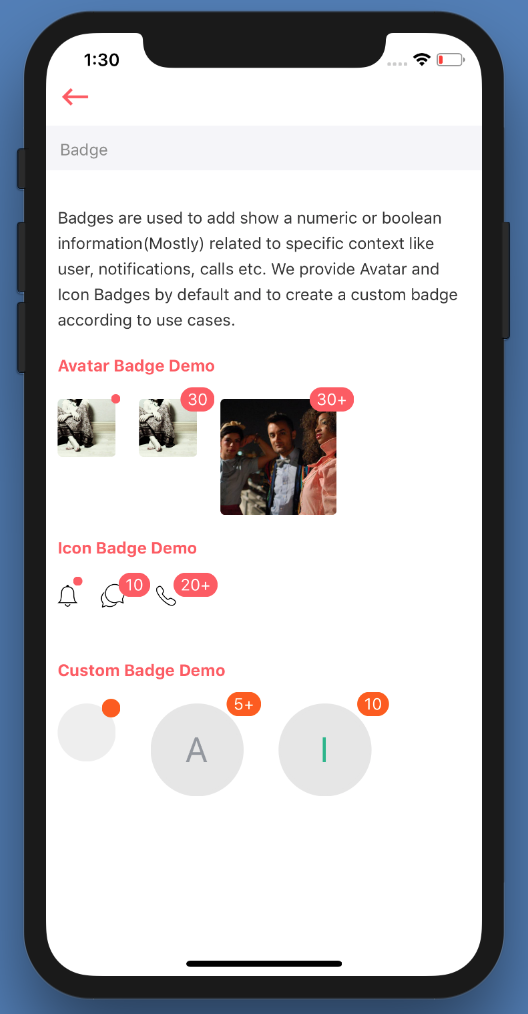 1:30
Badge
Badges are used to add show a numeric or boolean
information(Mostly) related to specific context like
user, notifications, calls etc. We provide Avatar and
Icon Badges by default and to create a custom badge
according to use cases.
Avatar Badge Demo
30
30+
Icon Badge Demo
10
20+
Custom Badge Demo
5+
10
A
I